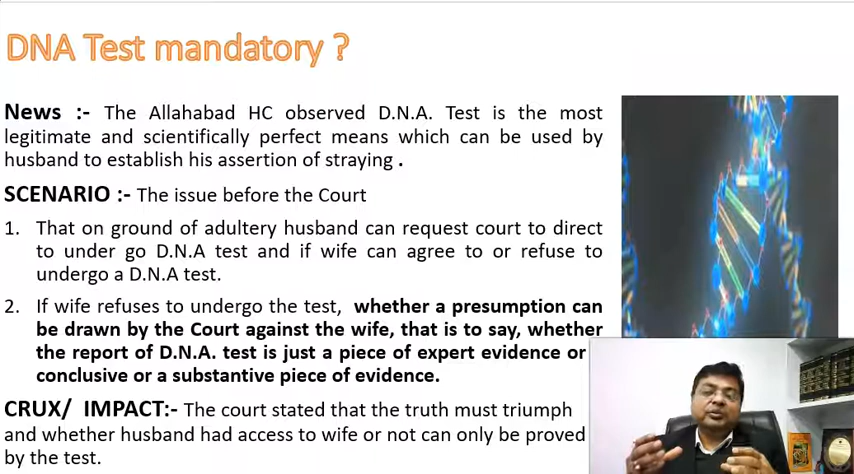 DNA Test mandatory ?
News :- The Allahabad HC observed D.N.A. Test is the most
legitimate and scientifically perfect means which can be used by
husband to establish his assertion of straying .
SCENARIO :- The issue before the Court
1. That on ground of adultery husband can request court to direct
to under go D.N.A test and if wife can agree to or refuse to
undergo a D.N.A test.
2. If wife refuses to undergo the test, whether a presumption can
be drawn by the Court against the wife, that is to say, whether
the report of D.N.A. test is just a piece of expert evidence or
conclusive or a substantive piece of evidence.
CRUX/ IMPACT:- The court stated that the truth must triumph
and whether husband had access to wife or not can only be proved
by the test.